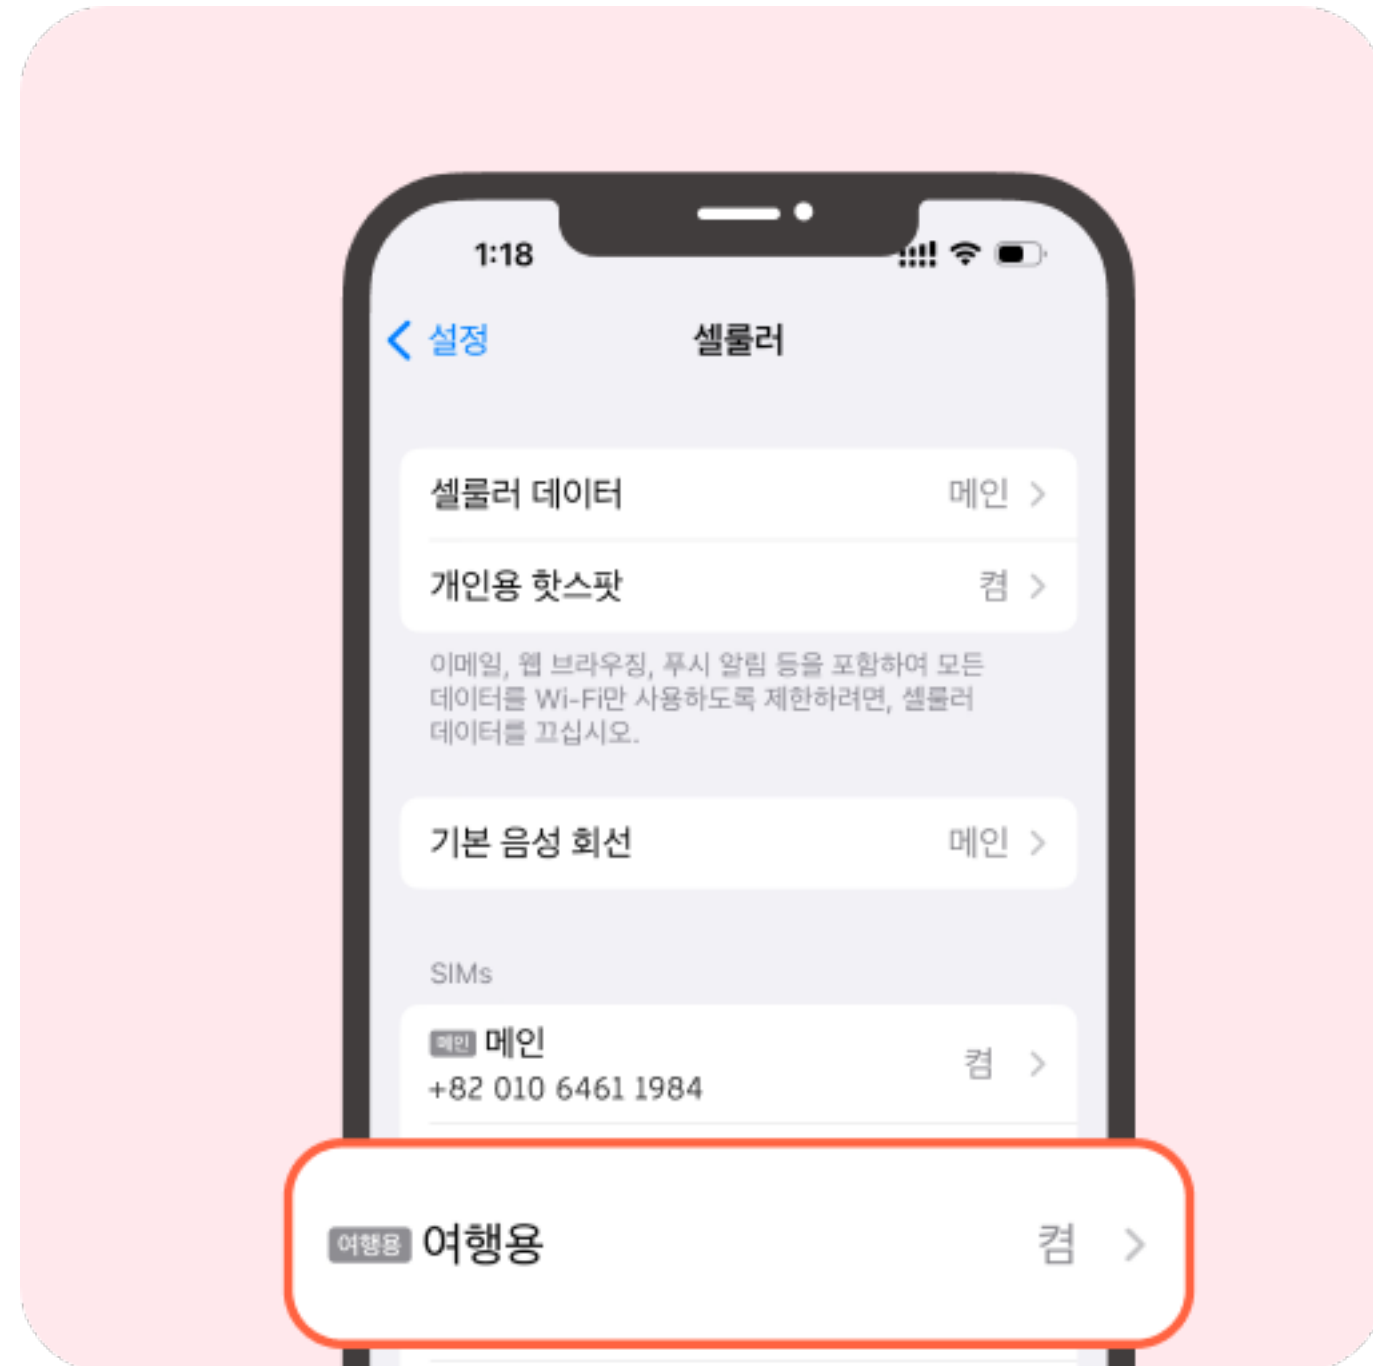 1:18
설정
셀룰러
셀룰러 데이터 메인
개인용 핫스팟 켬
이메일, 웹 브라우징, 푸시 알림 등을 포함하여 모든
데이터를 Wi-Fi만 사용하도록 제한하려면, 셀룰러
데이터를 끄십시오.
기본 음성 회선 메인
SIMs
메인 메인 켬
+82 010 6461 1984
여행용 여행용 켬